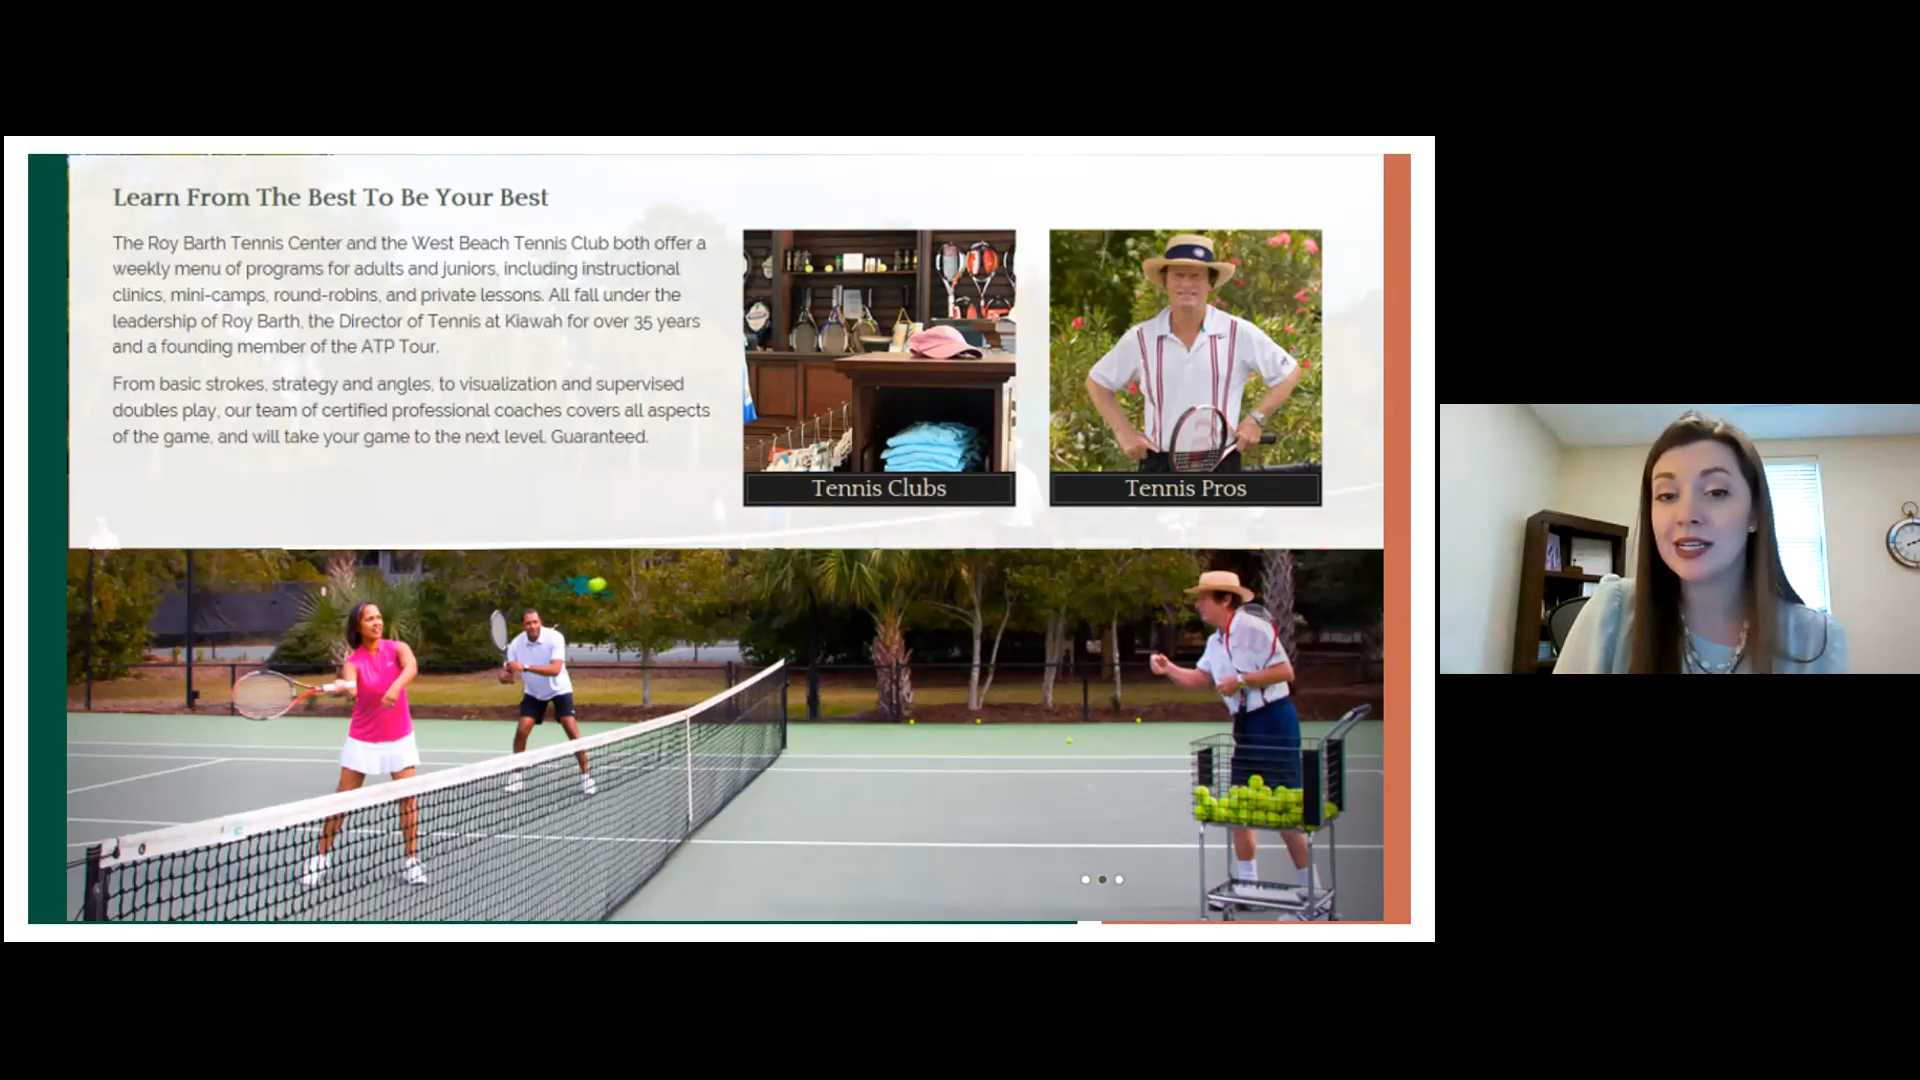 Learn From The Best To Be Your Best
The Roy Barth Tennis Center and the West Beach Tennis Club both offer a
weekly menu of programs for adults and juniors, including instructional
clinics, mini-camps, round-robins, and private lessons. All fall under the
leadership of Roy Barth, the Director of Tennis at Kiawah for over 35 years
and a founding member of the ATP Tour.
From basic strokes, strategy and angles, to visualization and supervised
doubles play, our team of certified professional coaches covers all aspects
of the game, and will take your game to the next level. Guaranteed.
Tennis Clubs
Tennis Pros